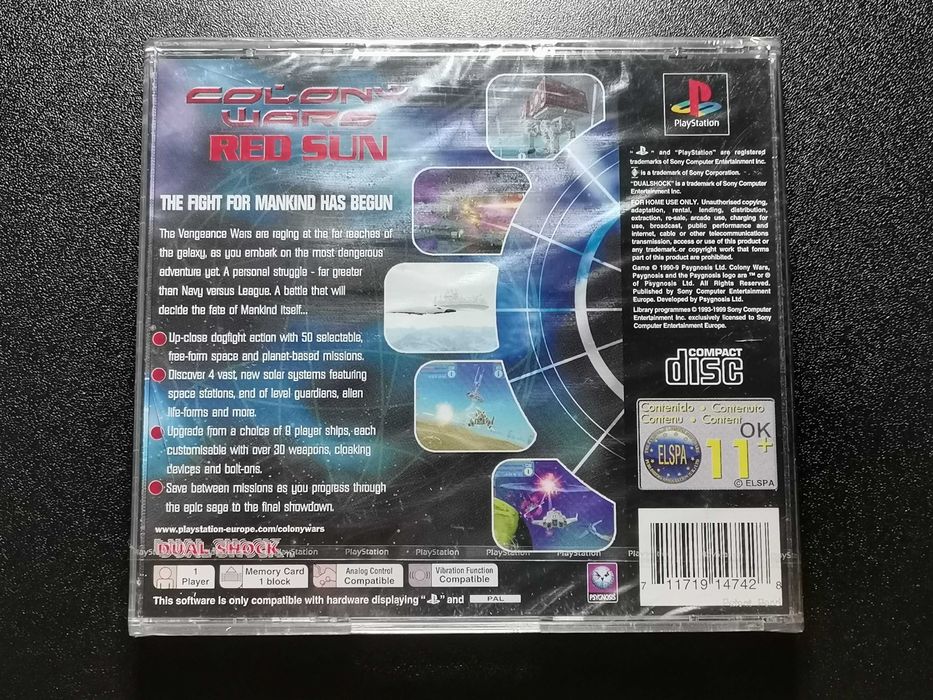 COLONY
WARS
RED SUN
THE FIGHT FOR MANKIND HAS BEGUN
The Vengeance Wars are raging at the far reaches of
the galaxy, as you embark on the most dangerous
adventure yet. A personal struggle - far greater
than Navy versus League. A battle that will
decide the fate of Mankind itself...
Up-close dogfight action with 50 selectable,
free-form space and planet-based missions.
Discover 4 vast, new solar systems featuring
space stations, end of level guardians, alien
life-forms and more.
Upgrade from a choice of 8 player ships, each
customisable with over 30 weapons, cloaking
devices and bolt-ons.
Save between missions as you progress through
the epic saga to the final showdown.
www.playstation-europe.com/colonywars
DUAL SHOCK
PlayStation PlayStation PlayStation PlayStation PlayStation
1
Player
Memory Card
1 block
Analog Control
Compatible
Vibration Function
Compatible
This software is only compatible with hardware displaying " " and PAL
PSYGNOSIS
PlayStation
" " and "PlayStation" are registered
trademarks of Sony Computer Entertainment Inc.
is a trademark of Sony Corporation.
"DUALSHOCK" is a trademark of Sony Computer
Entertainment Inc.
FOR HOME USE ONLY. Unauthorised copying,
adaptation, rental, lending, distribution,
extraction, re-sale, arcade use, charging for
use, broadcast, public performance and
internet, cable or other telecommunications
transmission, access or use of this product or
any trademark or copyright work that forms
part of this product are prohibited.
Game © 1990-9 Psygnosis Ltd. Colony Wars,
Psygnosis and the Psygnosis logo are ™ or ®
of Psygnosis Ltd. All Rights Reserved.
Published by Sony Computer Entertainment
Europe. Developed by Psygnosis Ltd.
Library programmes © 1993-1999 Sony Computer
Entertainment Inc. exclusively licensed to Sony
Computer Entertainment Europe.
COMPACT
disc
Contenido • Contenuto
Contenu • Content
OK
ELSPA
11+
© ELSPA
7 11719 14742 8